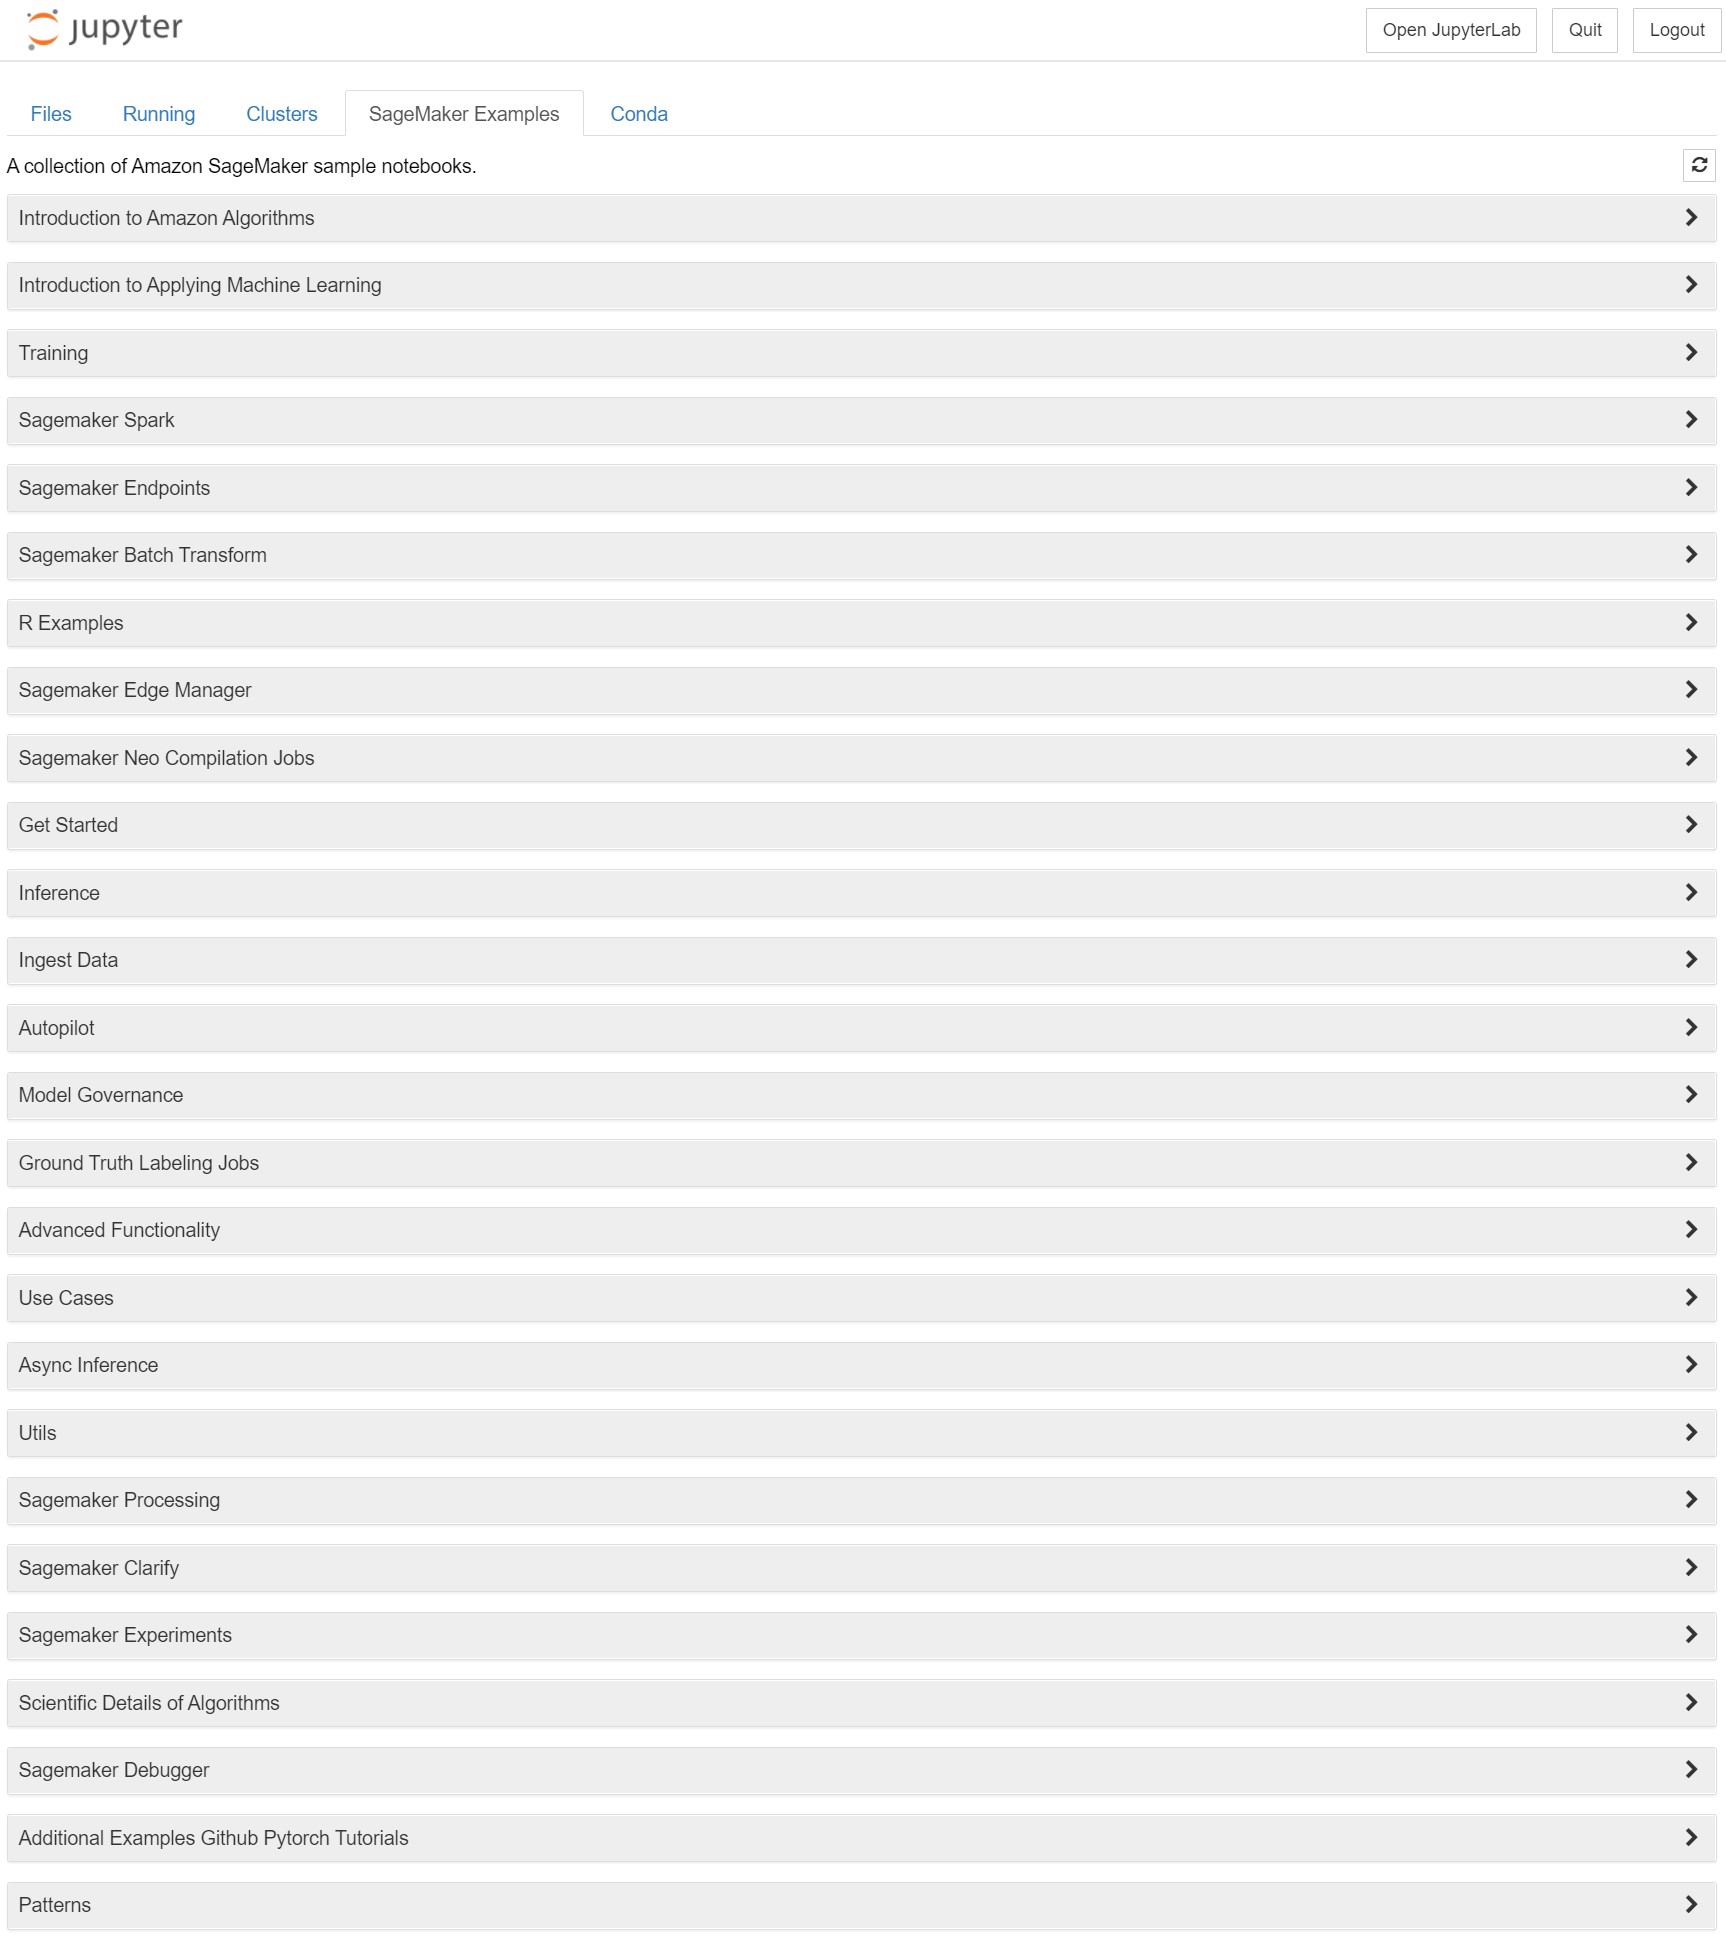 jupyter
Open JupyterLab
Quit
Logout
Files
Running
Clusters
SageMaker Examples
Conda
A collection of Amazon SageMaker sample notebooks.
Introduction to Amazon Algorithms
Introduction to Applying Machine Learning
Training
Sagemaker Spark
Sagemaker Endpoints
Sagemaker Batch Transform
R Examples
Sagemaker Edge Manager
Sagemaker Neo Compilation Jobs
Get Started
Inference
Ingest Data
Autopilot
Model Governance
Ground Truth Labeling Jobs
Advanced Functionality
Use Cases
Async Inference
Utils
Sagemaker Processing
Sagemaker Clarify
Sagemaker Experiments
Scientific Details of Algorithms
Sagemaker Debugger
Additional Examples Github Pytorch Tutorials
Patterns